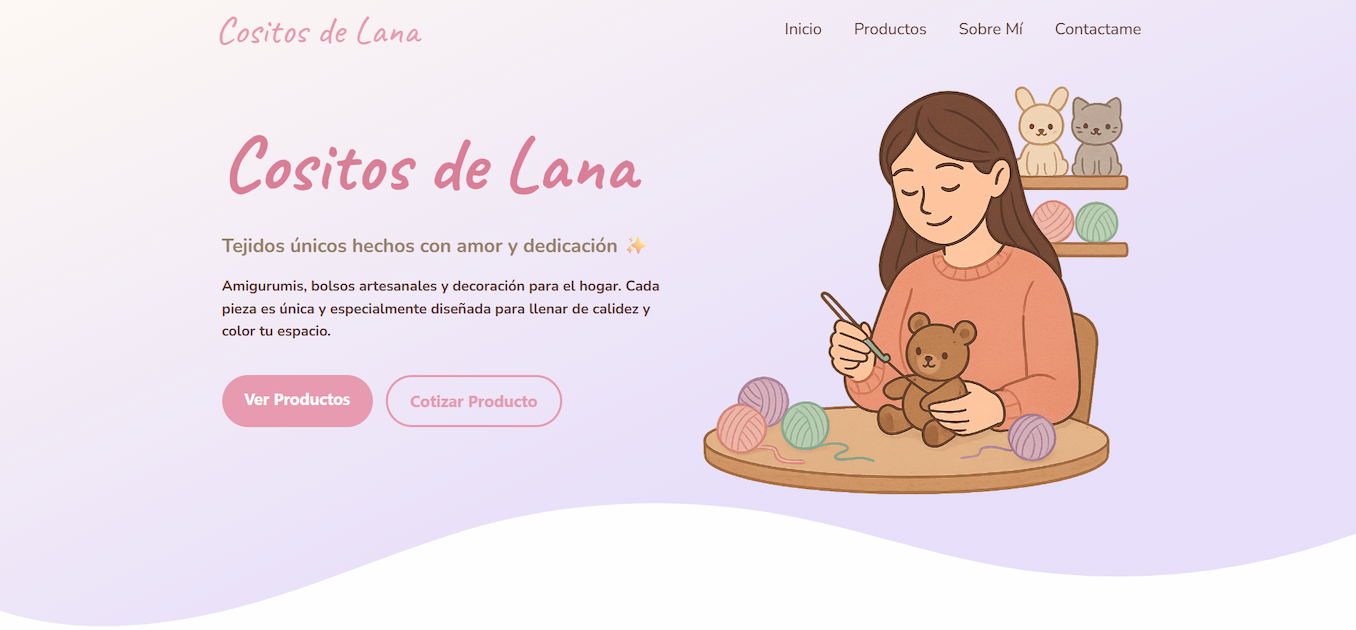 Cositos de Lana
Inicio
Productos
Sobre Mí
Contactame
Cositos de Lana
Tejidos únicos hechos con amor y dedicación ✨
Amigurumis, bolsos artesanales y decoración para el hogar. Cada
pieza es única y especialmente diseñada para llenar de calidez y
color tu espacio.
Ver Productos
Cotizar Producto